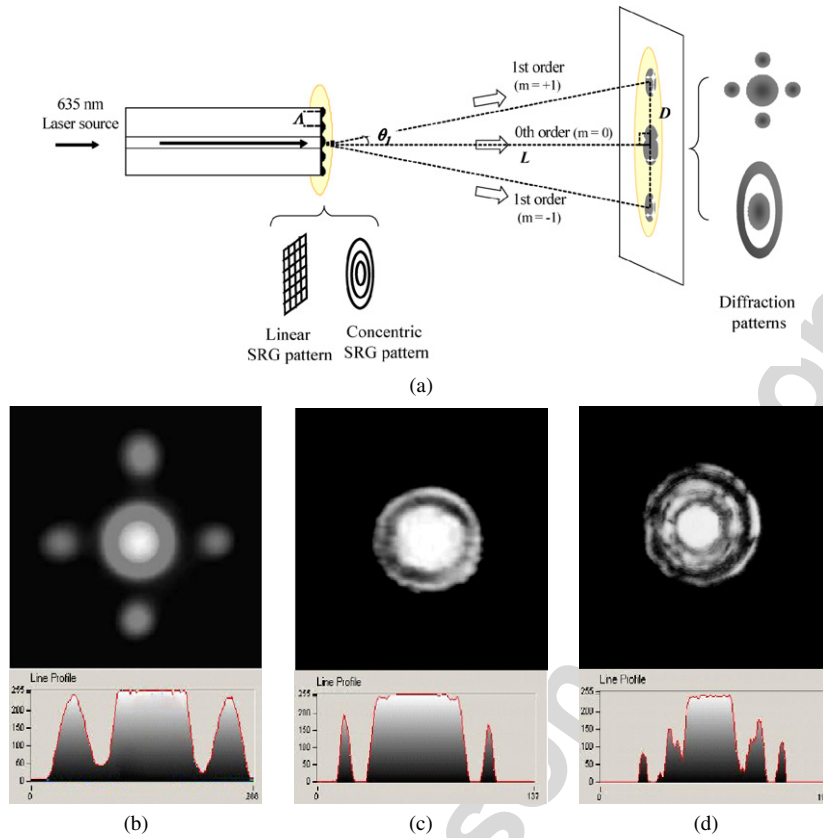 635 nm
Laser source
Λ
θ1
1st order
(m = +1)
0th order (m = 0)
L
D
1st order
(m = -1)
Linear
SRG pattern
Concentric
SRG pattern
Diffraction
patterns
(a)
Line Profile
255
200
150
100
50
0
0
Line Profile
255
200
150
100
50
0
0
133
Line Profile
255
200
150
100
50
0
0
(b)
(c)
(d)